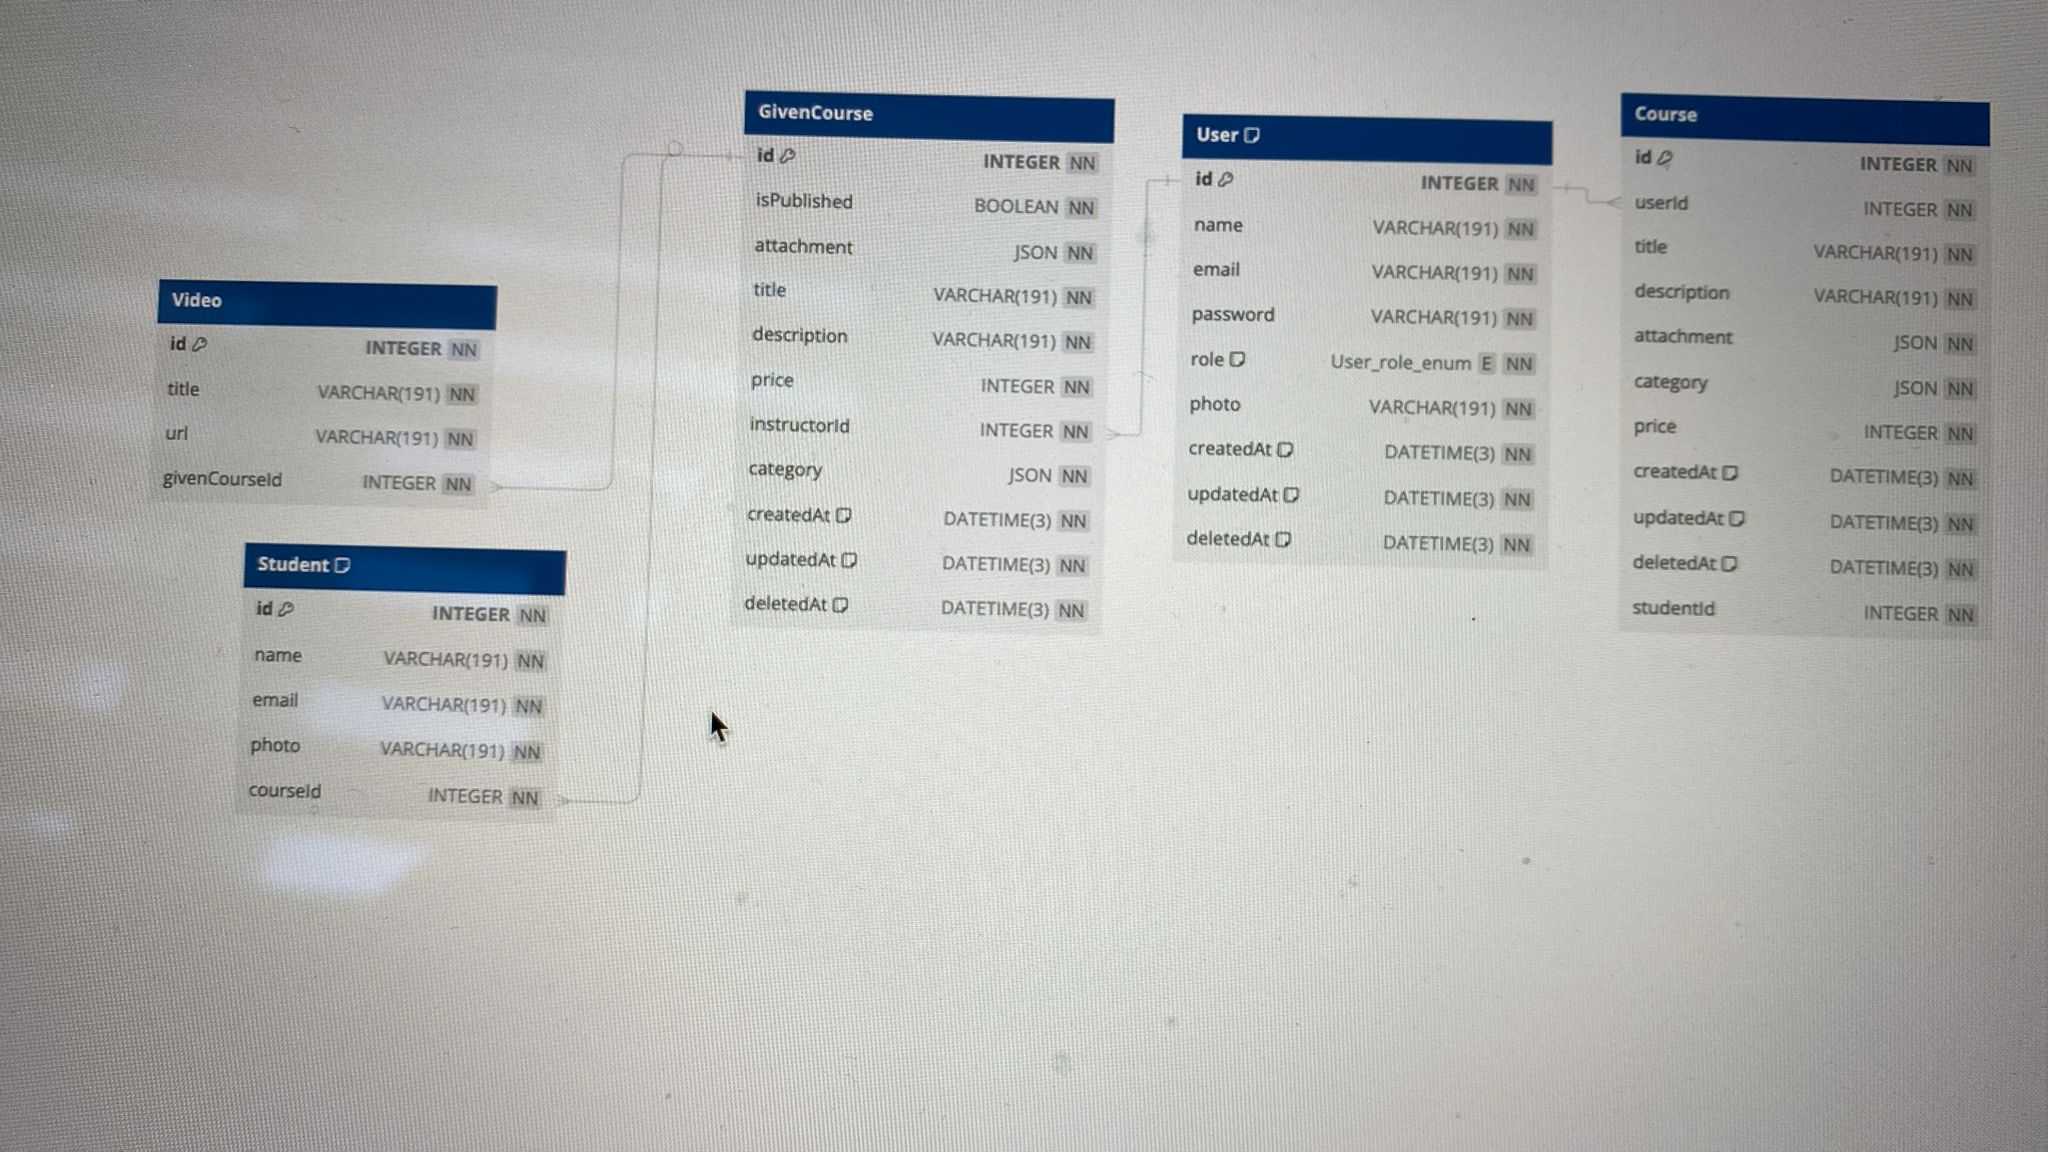 GivenCourse
id INTEGER NN
isPublished BOOLEAN NN
attachment JSON NN
title VARCHAR(191) NN
description VARCHAR(191) NN
price INTEGER NN
instructorId INTEGER NN
category JSON NN
createdAt DATETIME(3) NN
updatedAt DATETIME(3) NN
deletedAt DATETIME(3) NN
User
id INTEGER NN
name VARCHAR(191) NN
email VARCHAR(191) NN
password VARCHAR(191) NN
role User_role_enum E NN
photo VARCHAR(191) NN
createdAt DATETIME(3) NN
updatedAt DATETIME(3) NN
deletedAt DATETIME(3) NN
Course
id INTEGER NN
userId INTEGER NN
title VARCHAR(191) NN
description VARCHAR(191) NN
attachment JSON NN
category JSON NN
price INTEGER NN
createdAt DATETIME(3) NN
updatedAt DATETIME(3) NN
deletedAt DATETIME(3) NN
studentId INTEGER NN
Video
id INTEGER NN
title VARCHAR(191) NN
url VARCHAR(191) NN
givenCourseId INTEGER NN
Student
id INTEGER NN
name VARCHAR(191) NN
email VARCHAR(191) NN
photo VARCHAR(191) NN
courseId INTEGER NN